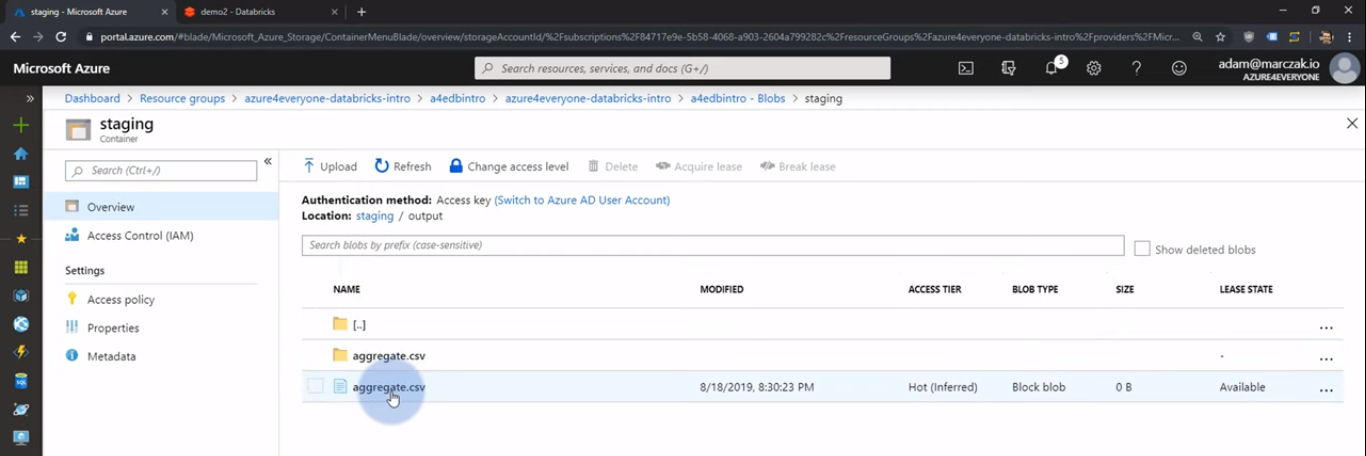 staging - Microsoft Azure
demo2 - Databricks
portal.azure.com/#blade/Microsoft_Azure_Storage/ContainerMenuBlade/overview/storageAccountId/%2Fsubscriptions%2F84717e9e-5b58-4068-a903-2604a799282c%2FresourceGroups%2Fazure4everyone-databricks-intro%2Fproviders%2FMicr...
Microsoft Azure
Search resources, services, and docs (G+/)
5
adam@marczak.io
AZURE4EVERYONE
Dashboard > Resource groups > azure4everyone-databricks-intro > a4edbintro > azure4everyone-databricks-intro > a4edbintro - Blobs > staging
staging
Container
Search (Ctrl+/)
Overview
Access Control (IAM)
Settings
Access policy
Properties
Metadata
Upload Refresh Change access level Delete Acquire lease Break lease
Authentication method: Access key (Switch to Azure AD User Account)
Location: staging / output
Search blobs by prefix (case-sensitive)
Show deleted blobs
NAME MODIFIED ACCESS TIER BLOB TYPE SIZE LEASE STATE
[..] ...
aggregate.csv - ...
aggregate.csv 8/18/2019, 8:30:23 PM Hot (Inferred) Block blob 0 B Available ...